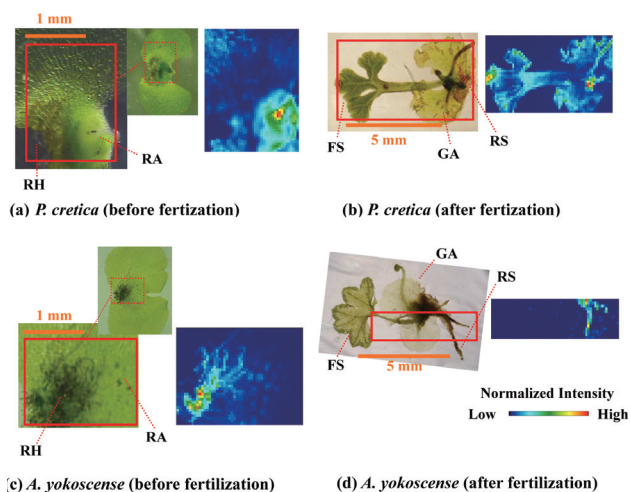 1 mm
RH
RA
(a) P. cretica (before fertization)
5 mm
FS
GA
RS
(b) P. cretica (after fertization)
1 mm
RH
RA
(c) A. yokoscense (before fertilization)
GA
RS
FS
5 mm
Normalized Intensity
Low High
(d) A. yokoscense (after fertilization)